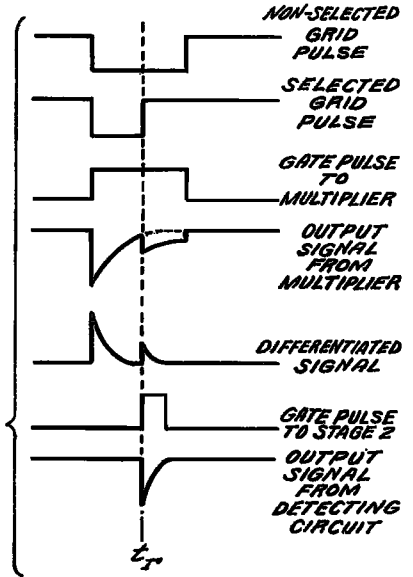 NON-SELECTED
GRID
PULSE
SELECTED
GRID
PULSE
GATE PULSE
TO
MULTIPLIER
OUTPUT
SIGNAL
FROM
MULTIPLIER
DIFFERENTIATED
SIGNAL
GATE PULSE
TO STAGE 2
OUTPUT
SIGNAL
FROM
DETECTING
CIRCUIT
tr